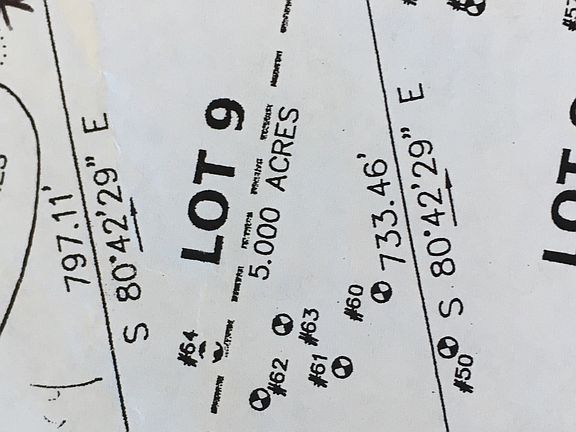 797.11'
S 80°42'29" E
LOT 9
5.000 ACRES
#64
#62
#63
#61
#60
733.46'
S 80°42'29" E
#50
LOT